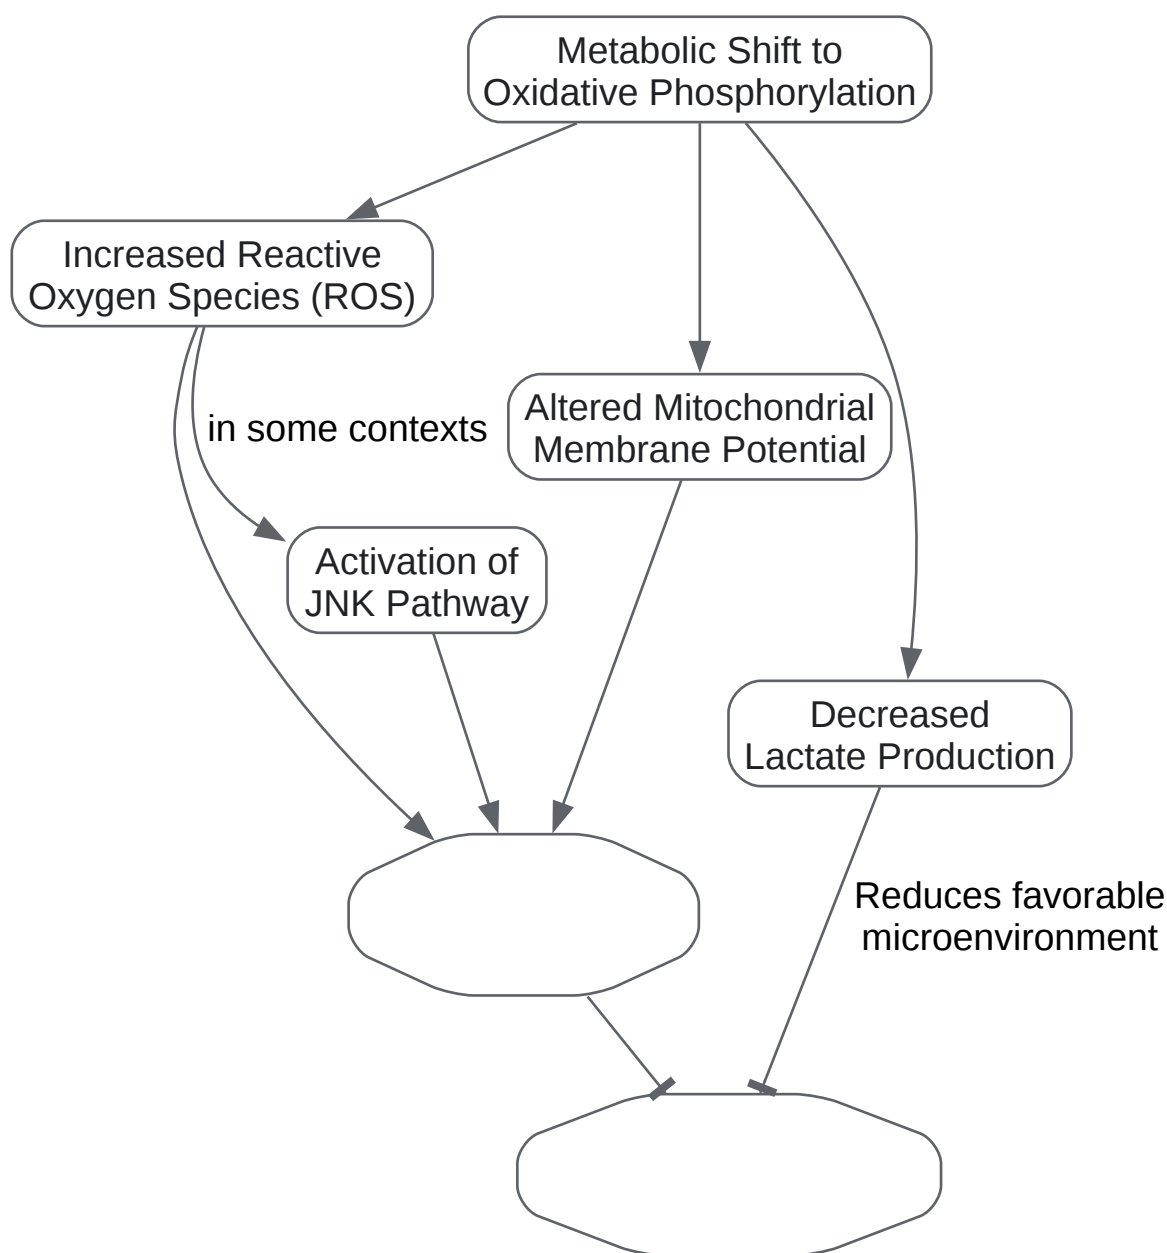 Metabolic Shift to
Oxidative Phosphorylation
Increased Reactive
Oxygen Species (ROS)
in some contexts
Altered Mitochondrial
Membrane Potential
Activation of
JNK Pathway
Decreased
Lactate Production
Reduces favorable
microenvironment